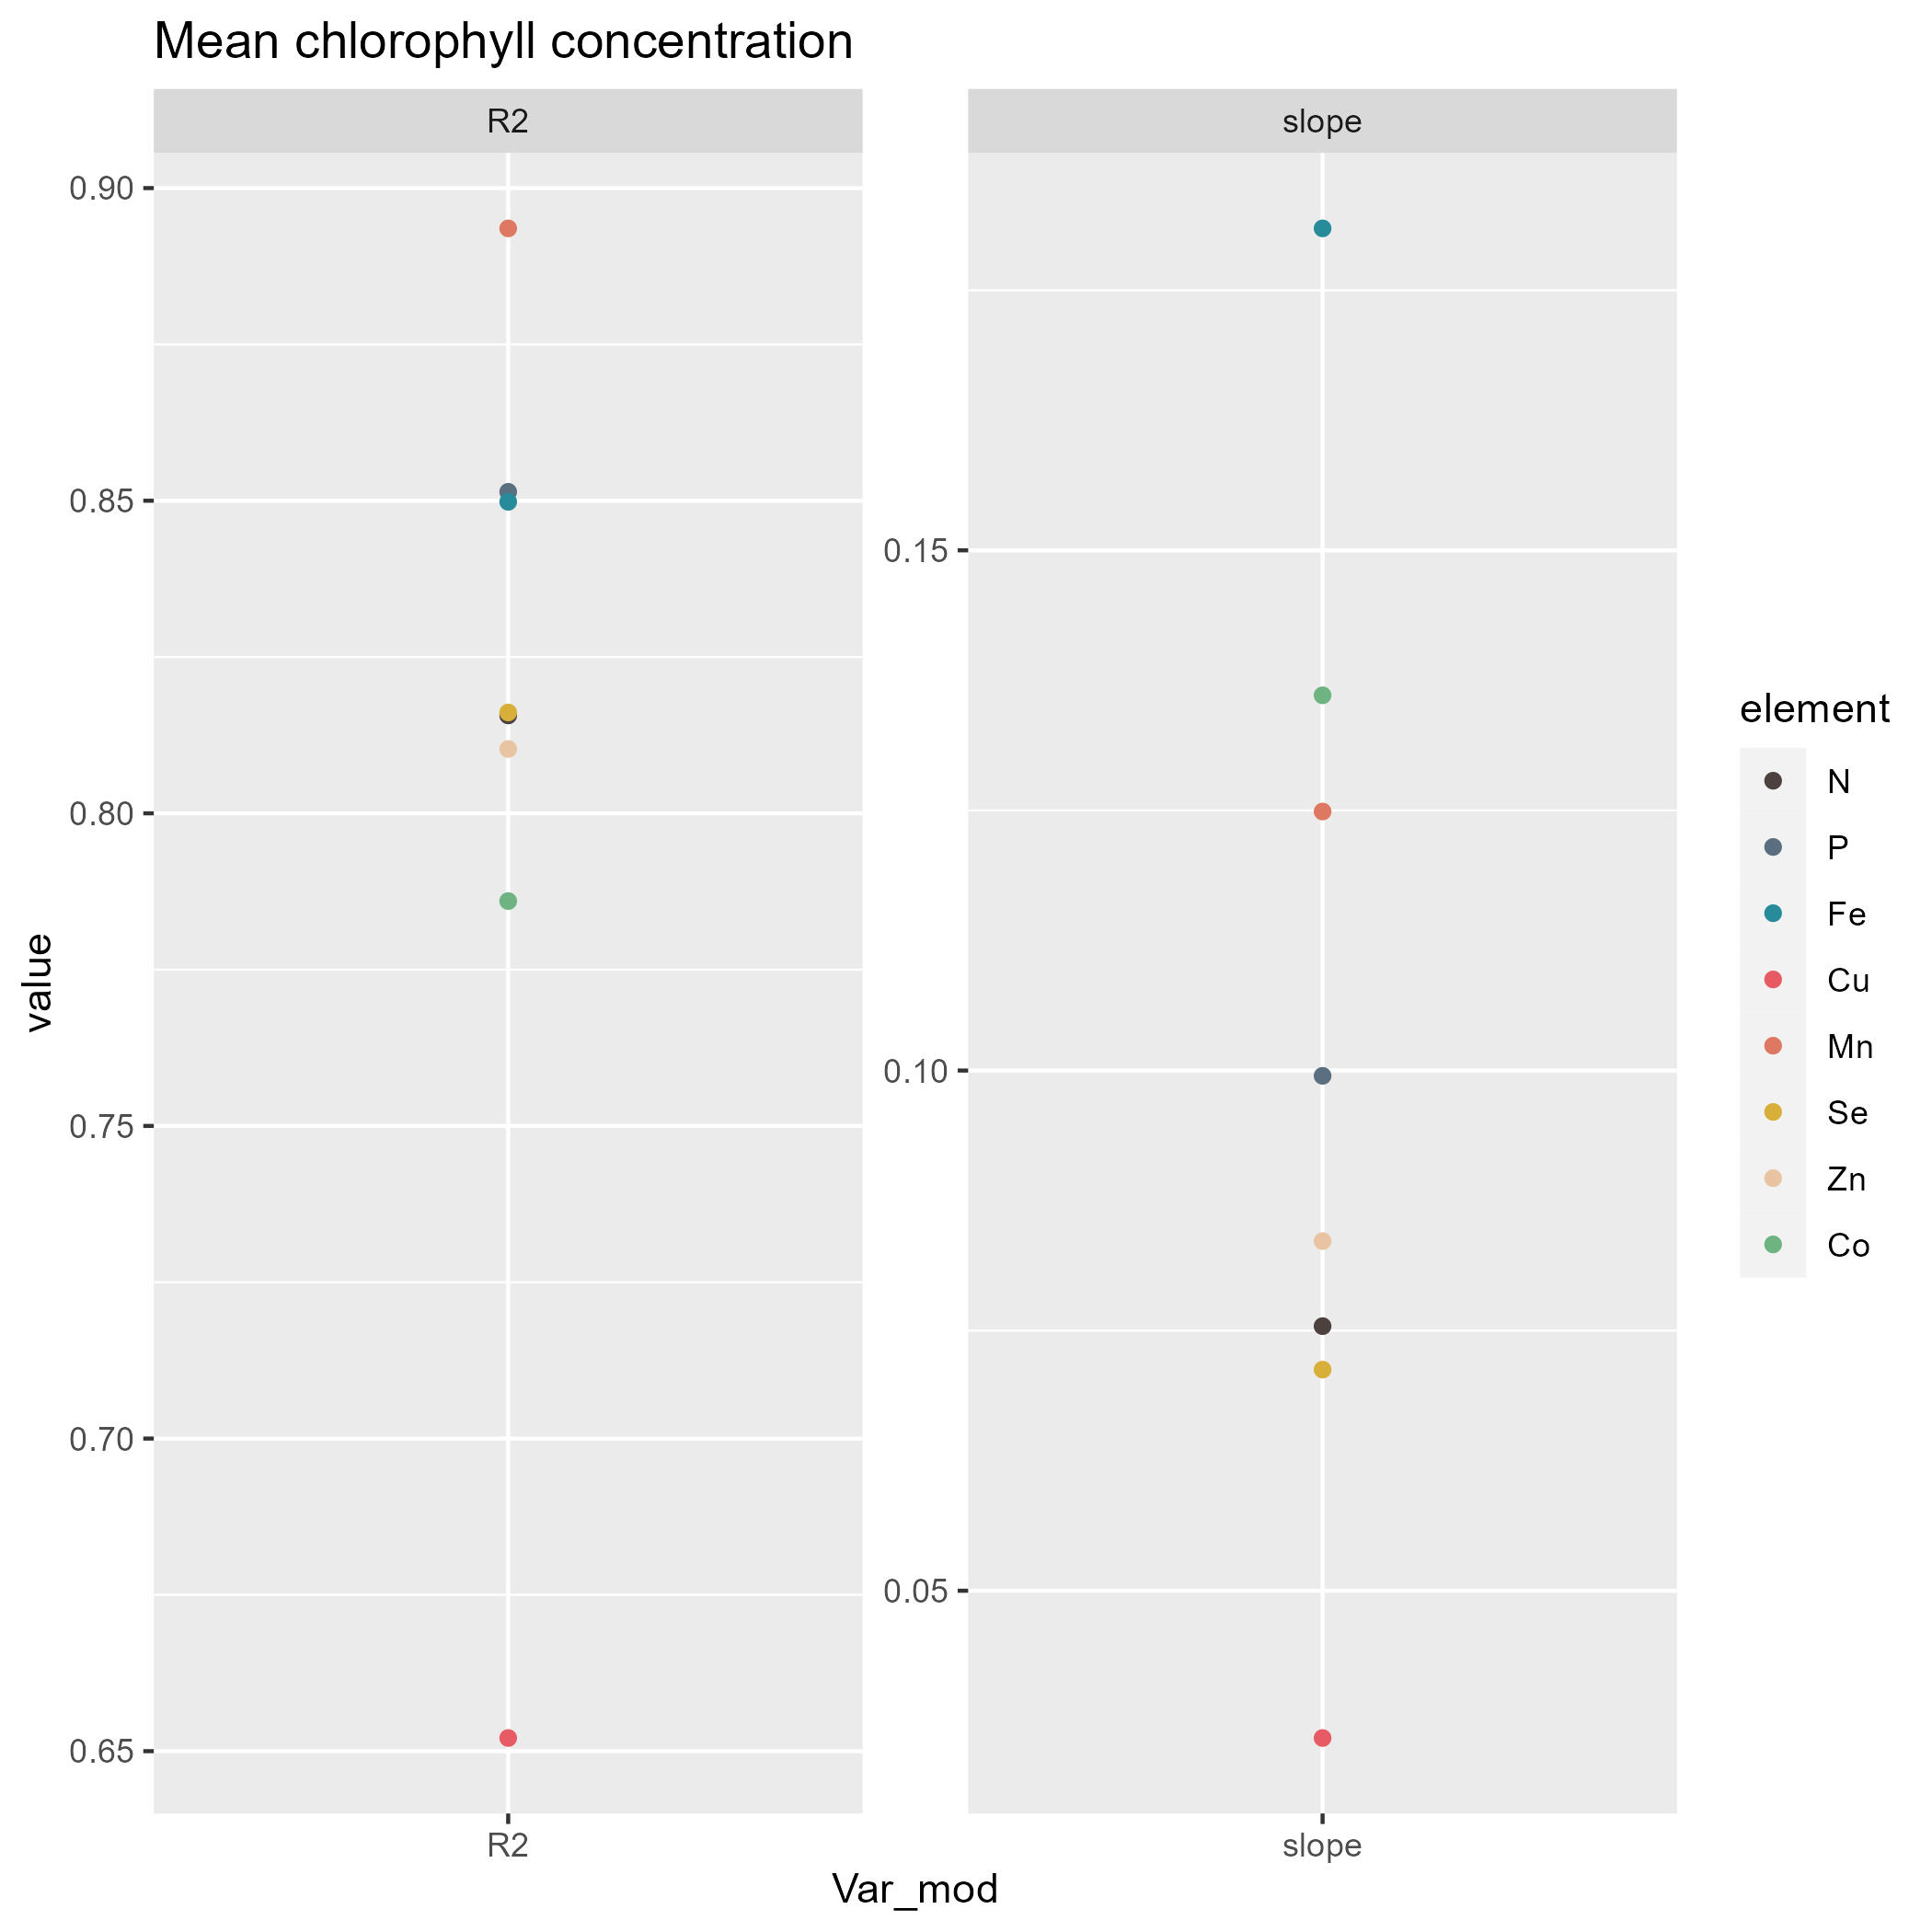 Mean chlorophyll concentration
R2
slope
0.90
0.85
0.80
0.75
0.70
0.65
0.15
0.10
0.05
value
R2
slope
Var_mod
element
N
P
Fe
Cu
Mn
Se
Zn
Co